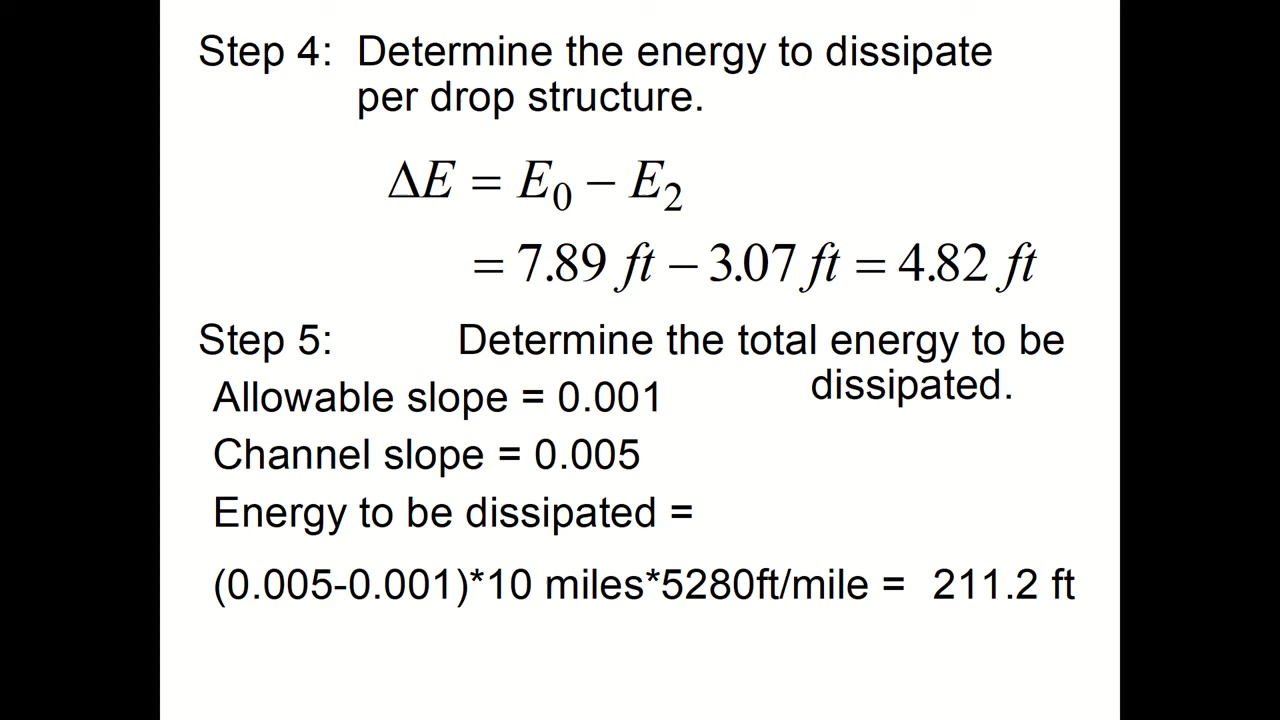 Step 4: Determine the energy to dissipate
per drop structure.
ΔE = E₀ − E₂
= 7.89 ft − 3.07 ft = 4.82 ft
Step 5: Determine the total energy to be
dissipated.
Allowable slope = 0.001
Channel slope = 0.005
Energy to be dissipated =
(0.005-0.001)*10 miles*5280ft/mile = 211.2 ft